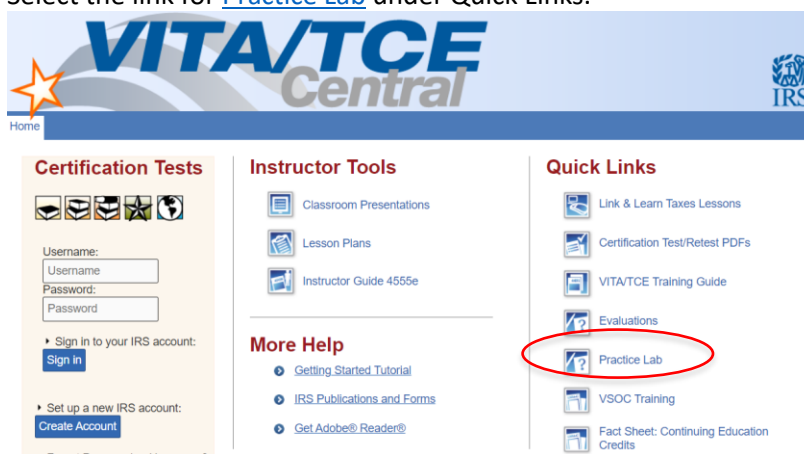 Select the link for Practice Lab under Quick Links.
VITA/TCE
Central
IRS
Home
Certification Tests
Username:
Username
Password:
Password
Sign in to your IRS account:
Sign in
Set up a new IRS account:
Create Account
Instructor Tools
Classroom Presentations
Lesson Plans
Instructor Guide 4555e
More Help
Getting Started Tutorial
IRS Publications and Forms
Get Adobe® Reader®
Quick Links
Link & Learn Taxes Lessons
Certification Test/Retest PDFs
VITA/TCE Training Guide
Evaluations
Practice Lab
VSOC Training
Fact Sheet: Continuing Education
Credits